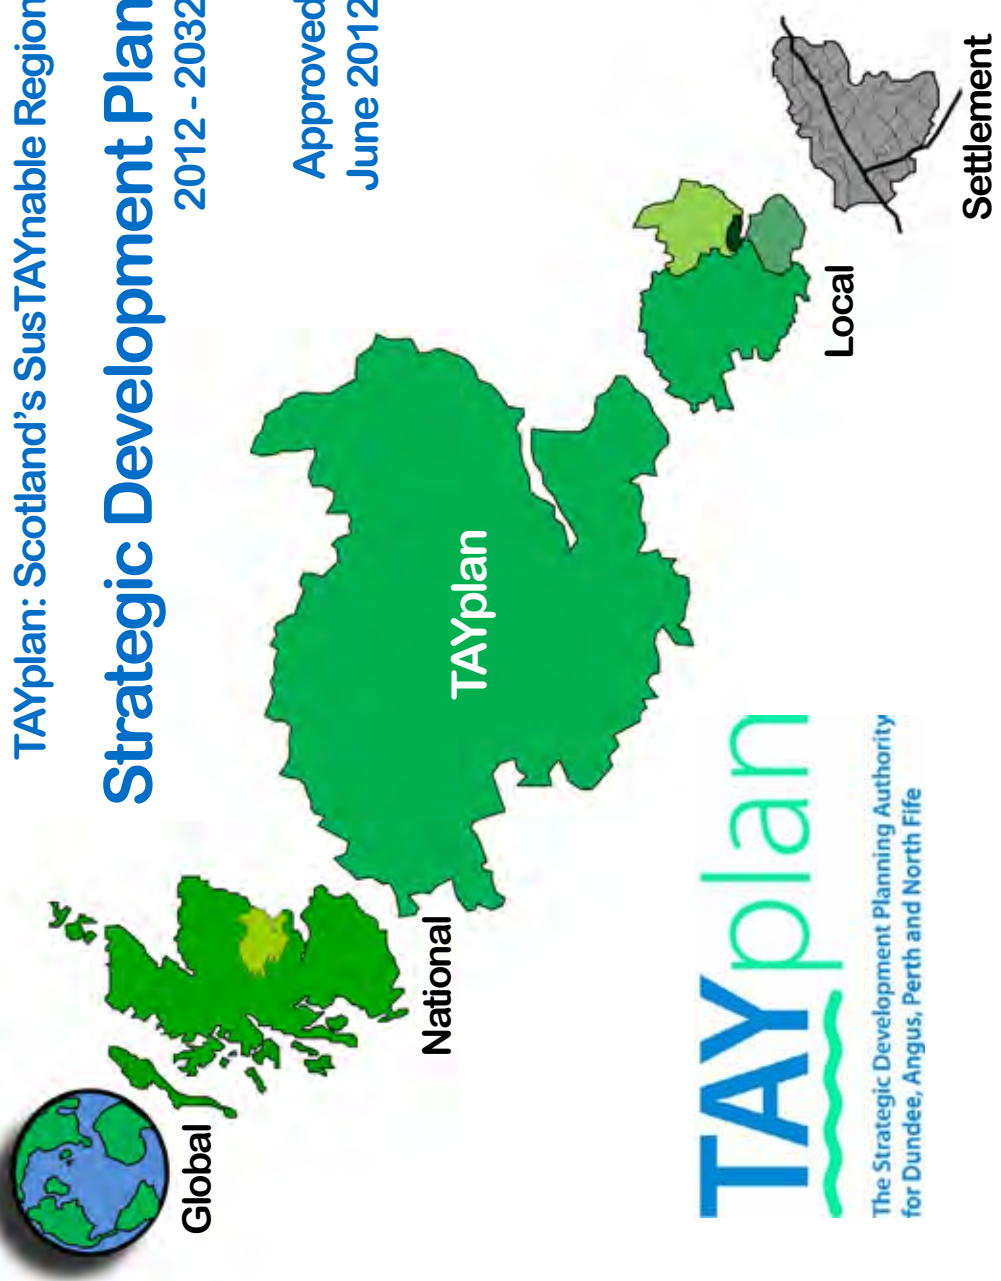 TAYplan: Scotland's SusTAYnable Region
Strategic Development Plan
2012 - 2032
Approved
June 2012
Global
National
TAYplan
Local
Settlement
TAYplan
The Strategic Development Planning Authority
for Dundee, Angus, Perth and North Fife